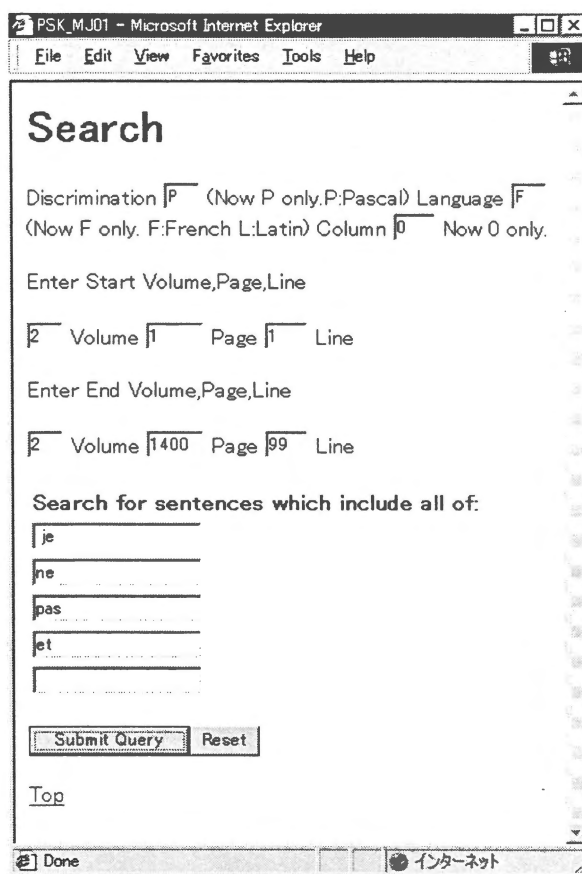 PSK_MJ01 - Microsoft Internet Explorer
File Edit View Favorites Tools Help
Search
Discrimination P (Now P only.P:Pascal) Language F
(Now F only. F:French L:Latin) Column 0 Now 0 only.
Enter Start Volume,Page,Line
2 Volume 1 Page 1 Line
Enter End Volume,Page,Line
2 Volume 1400 Page 99 Line
Search for sentences which include all of:
je
ne
pas
et
Submit Query Reset
Top
Done インターネット